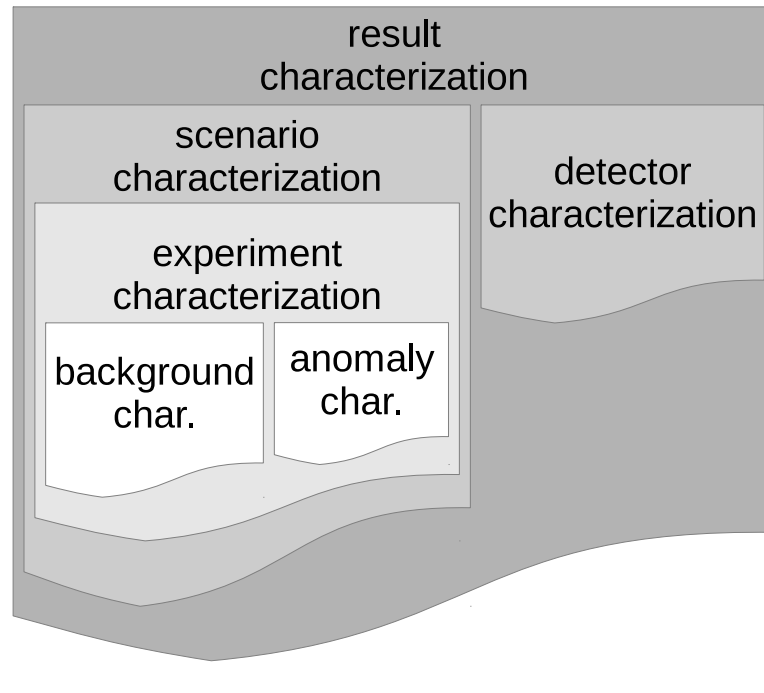 result
characterization
scenario
characterization
detector
characterization
experiment
characterization
background
char.
anomaly
char.